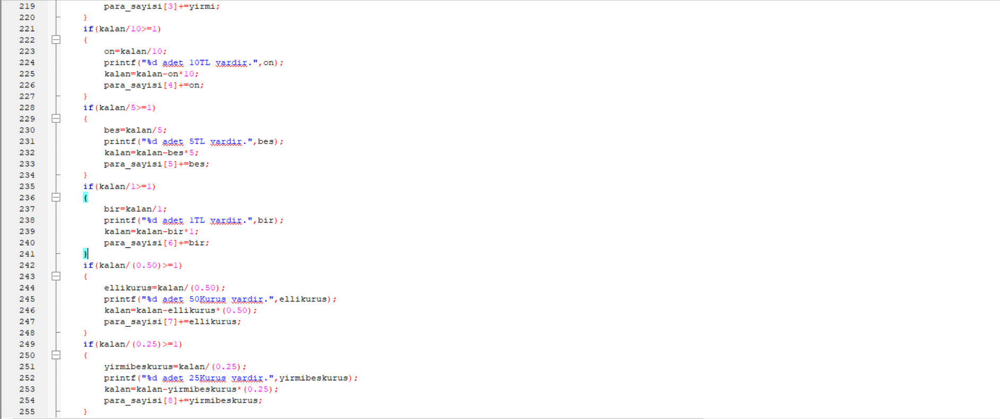 219 para_sayisi[3]+=yirmi;
220 }
221 if(kalan/10>=1)
222 {
223 on=kalan/10;
224 printf("%d adet 10TL vardir.",on);
225 kalan=kalan-on*10;
226 para_sayisi[4]+=on;
227 }
228 if(kalan/5>=1)
229 {
230 bes=kalan/5;
231 printf("%d adet 5TL vardir.",bes);
232 kalan=kalan-bes*5;
233 para_sayisi[5]+=bes;
234 }
235 if(kalan/1>=1)
236 {
237 bir=kalan/1;
238 printf("%d adet 1TL vardir.",bir);
239 kalan=kalan-bir*1;
240 para_sayisi[6]+=bir;
241 }
242 if(kalan/(0.50)>=1)
243 {
244 ellikurus=kalan/(0.50);
245 printf("%d adet 50Kurus vardir.",ellikurus);
246 kalan=kalan-ellikurus*(0.50);
247 para_sayisi[7]+=ellikurus;
248 }
249 if(kalan/(0.25)>=1)
250 {
251 yirmibeskurus=kalan/(0.25);
252 printf("%d adet 25Kurus vardir.",yirmibeskurus);
253 kalan=kalan-yirmibeskurus*(0.25);
254 para_sayisi[8]+=yirmibeskurus;
255 }